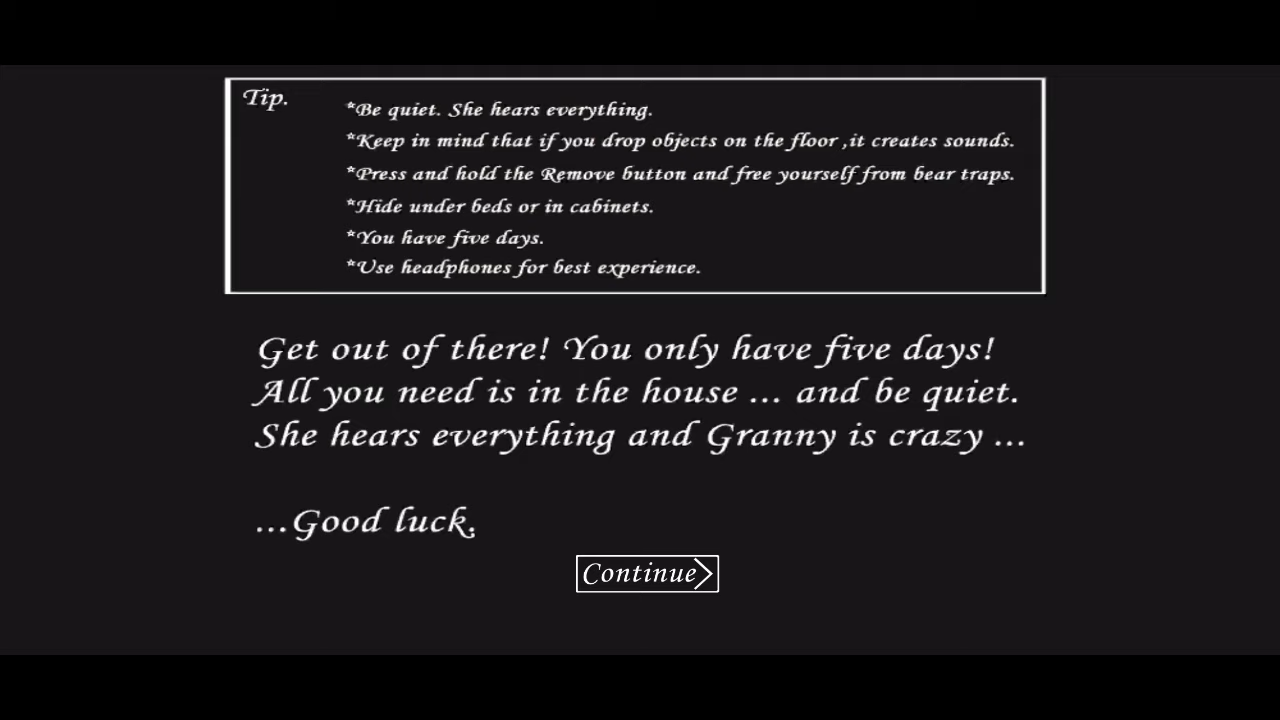 Tip.
*Be quiet. She hears everything.
*Keep in mind that if you drop objects on the floor ,it creates sounds.
*Press and hold the Remove button and free yourself from bear traps.
*Hide under beds or in cabinets.
*You have five days.
*Use headphones for best experience.
Get out of there! You only have five days!
All you need is in the house ... and be quiet.
She hears everything and Granny is crazy ...
...Good luck.
Continue>